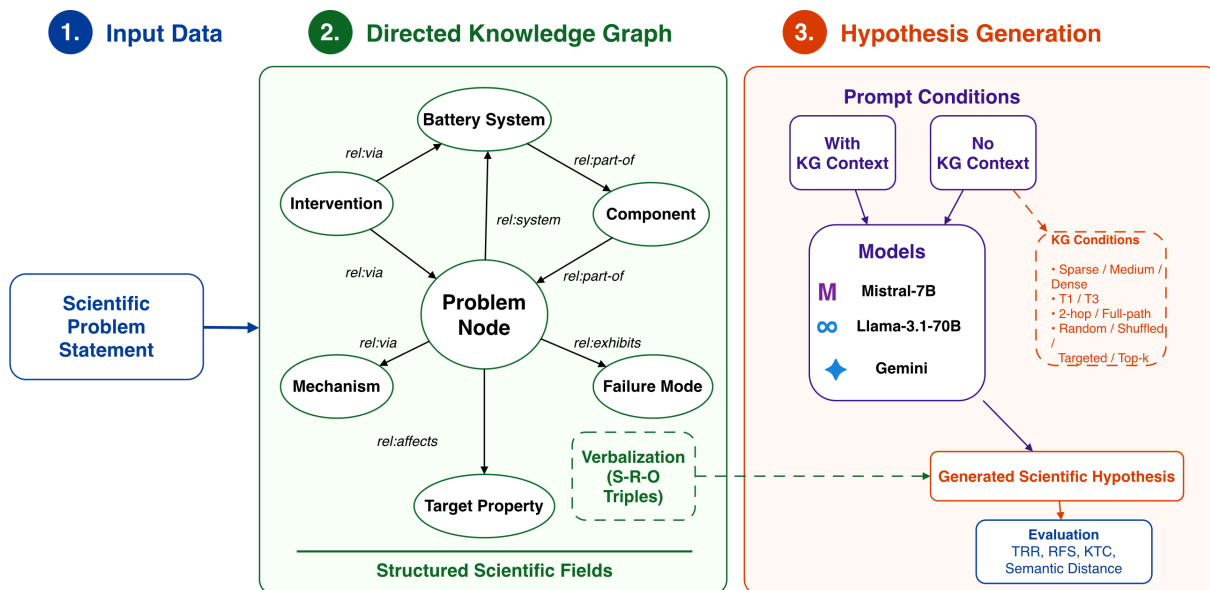 1. Input Data
2. Directed Knowledge Graph
3. Hypothesis Generation
Scientific
Problem
Statement
Battery System
rel:via
rel:part-of
Intervention
rel:system
Component
rel:via
rel:part-of
Problem
Node
rel:via
rel:exhibits
Mechanism
Failure Mode
rel:affects
Verbalization
(S-R-O
Triples)
Target Property
Structured Scientific Fields
Prompt Conditions
With
KG Context
No
KG Context
Models
M Mistral-7B
Llama-3.1-70B
Gemini
KG Conditions
• Sparse / Medium /
Dense
• T1 / T3
• 2-hop / Full-path
• Random / Shuffled
/
Targeted / Top-k
Generated Scientific Hypothesis
Evaluation
TRR, RFS, KTC,
Semantic Distance